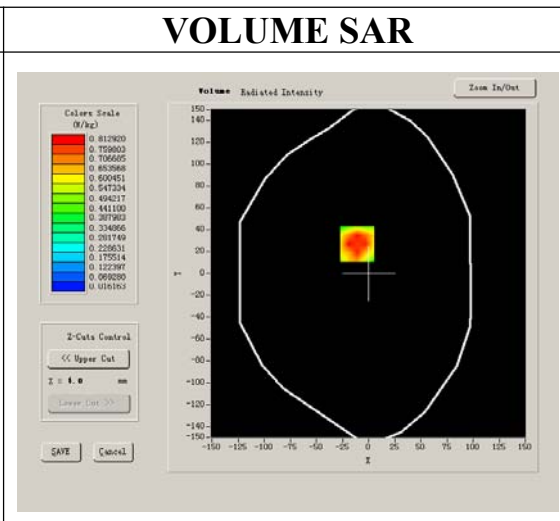 VOLUME SAR
Volume Radiated Intensity
Zoom In/Out
Colors Scale
(W/kg)
0.812920
0.759803
0.706685
0.653568
0.600451
0.547334
0.494217
0.441100
0.387983
0.334866
0.281749
0.228631
0.175514
0.122397
0.069280
0.016163
150
140
120
100
80
60
40
20
0
-20
-40
-60
-80
-100
-120
-140
-150
Y
-150 -125 -100 -75 -50 -25 0 25 50 75 100 125 150
X
Z-Cuts Control
<< Upper Cut
mm
Lower Cut >>
SAVE Cancel